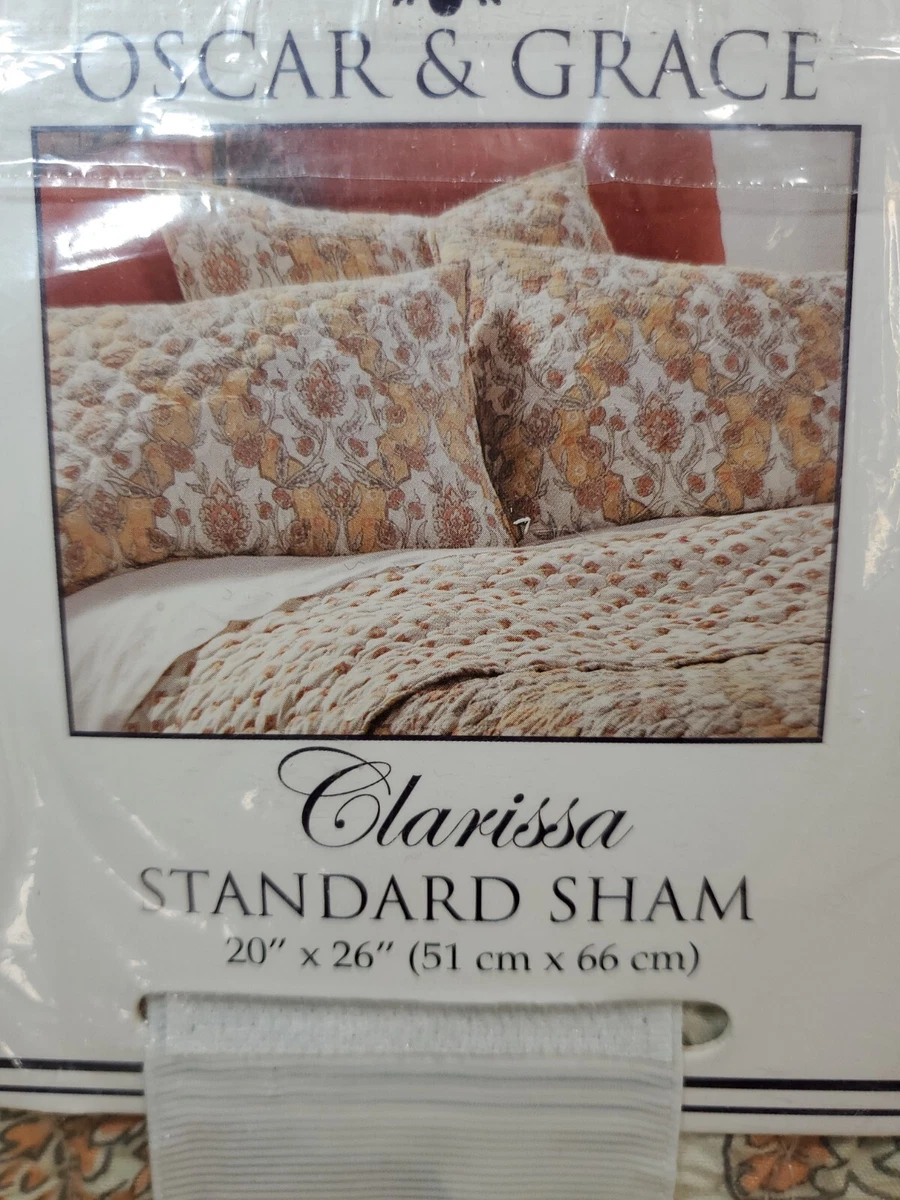 OSCAR & GRACE
Clarissa
STANDARD SHAM
20" x 26" (51 cm x 66 cm)